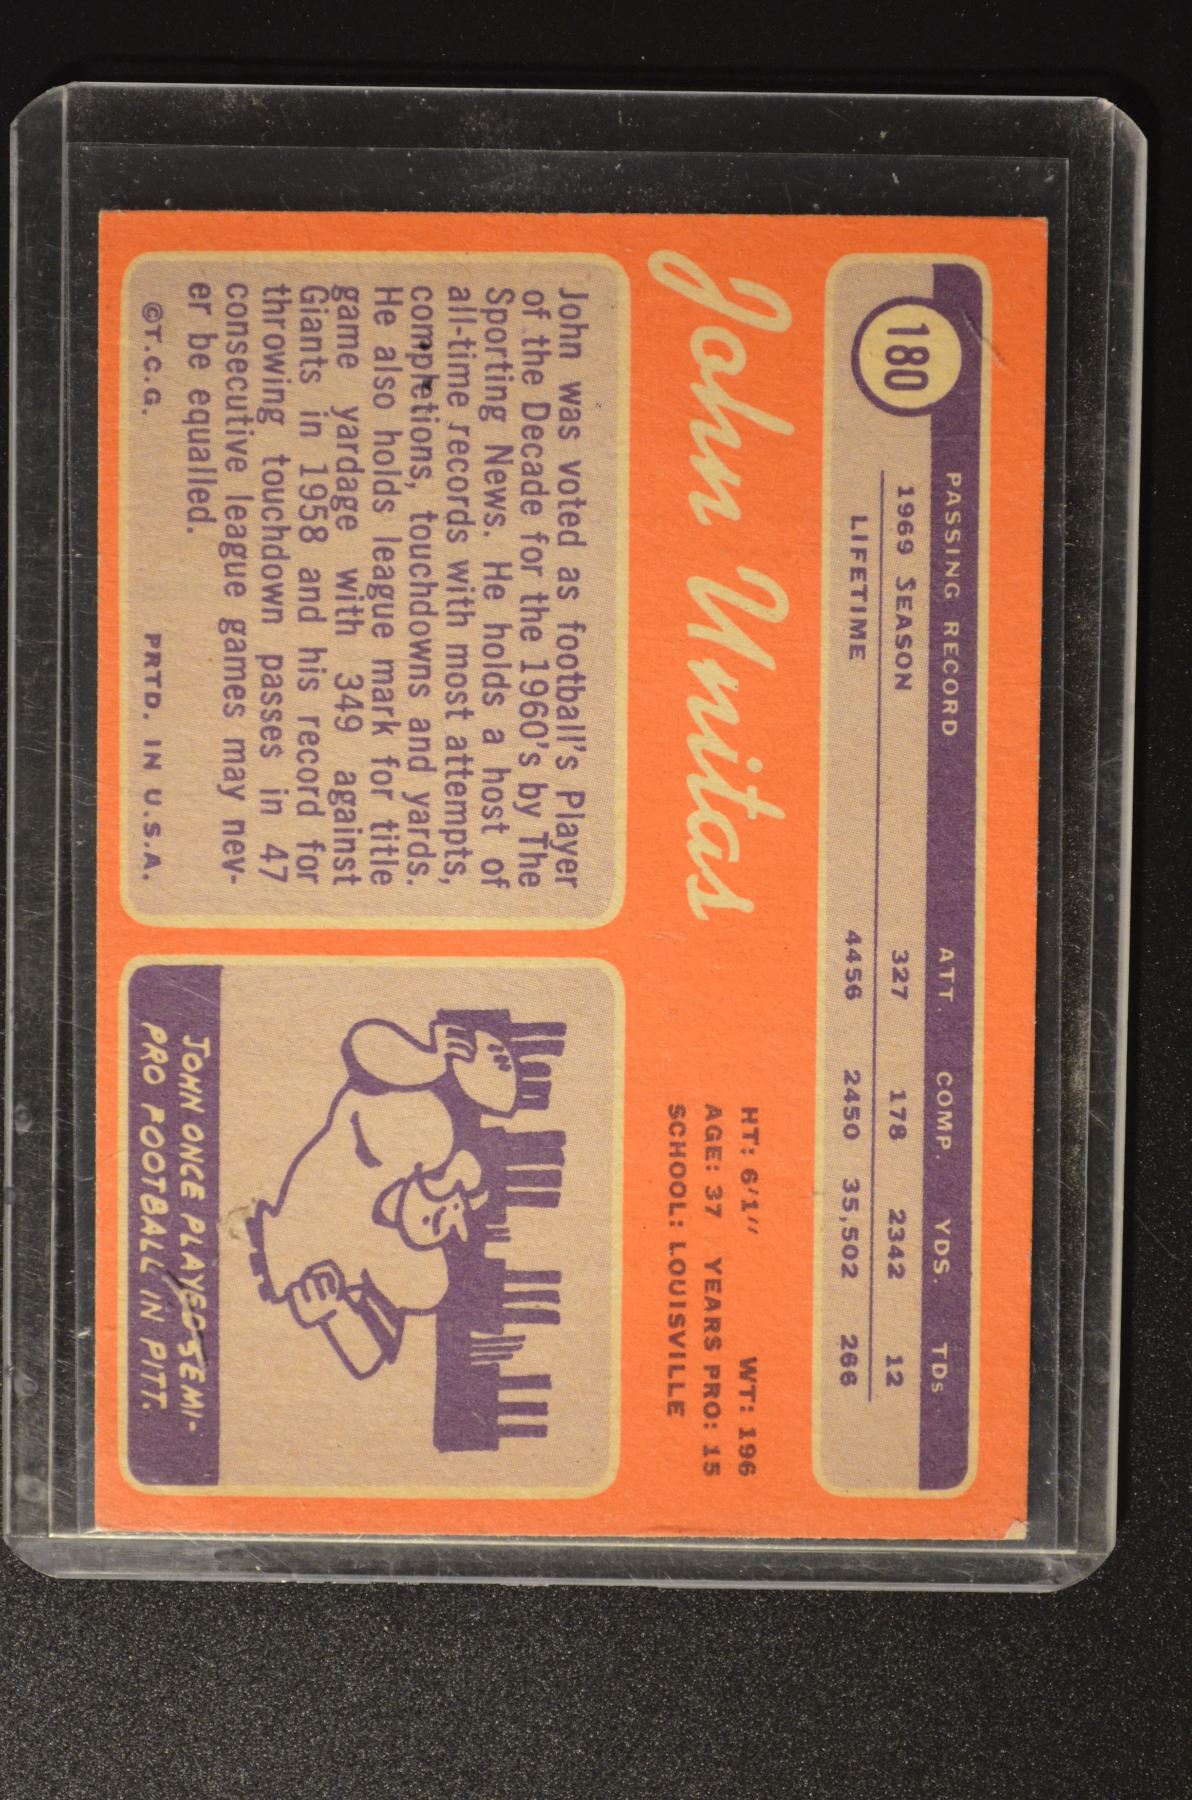 180
PASSING RECORD ATT. COMP. YDS. TDs
1969 SEASON 327 178 2342 12
LIFETIME 4456 2450 35,502 266
John Unitas
HT: 6'1" WT: 196
AGE: 37 YEARS PRO: 15
SCHOOL: LOUISVILLE
John was voted as football's Player
of the Decade for the 1960's by The
Sporting News. He holds a host of
all-time records with most attempts,
completions, touchdowns and yards.
He also holds league mark for title
game yardage with 349 against
Giants in 1958 and his record for
throwing touchdown passes in 47
consecutive league games may nev-
er be equalled.
©T.C.G. PRTD. IN U.S.A.
JOHN ONCE PLAYED SEMI-
PRO FOOTBALL IN PITT.